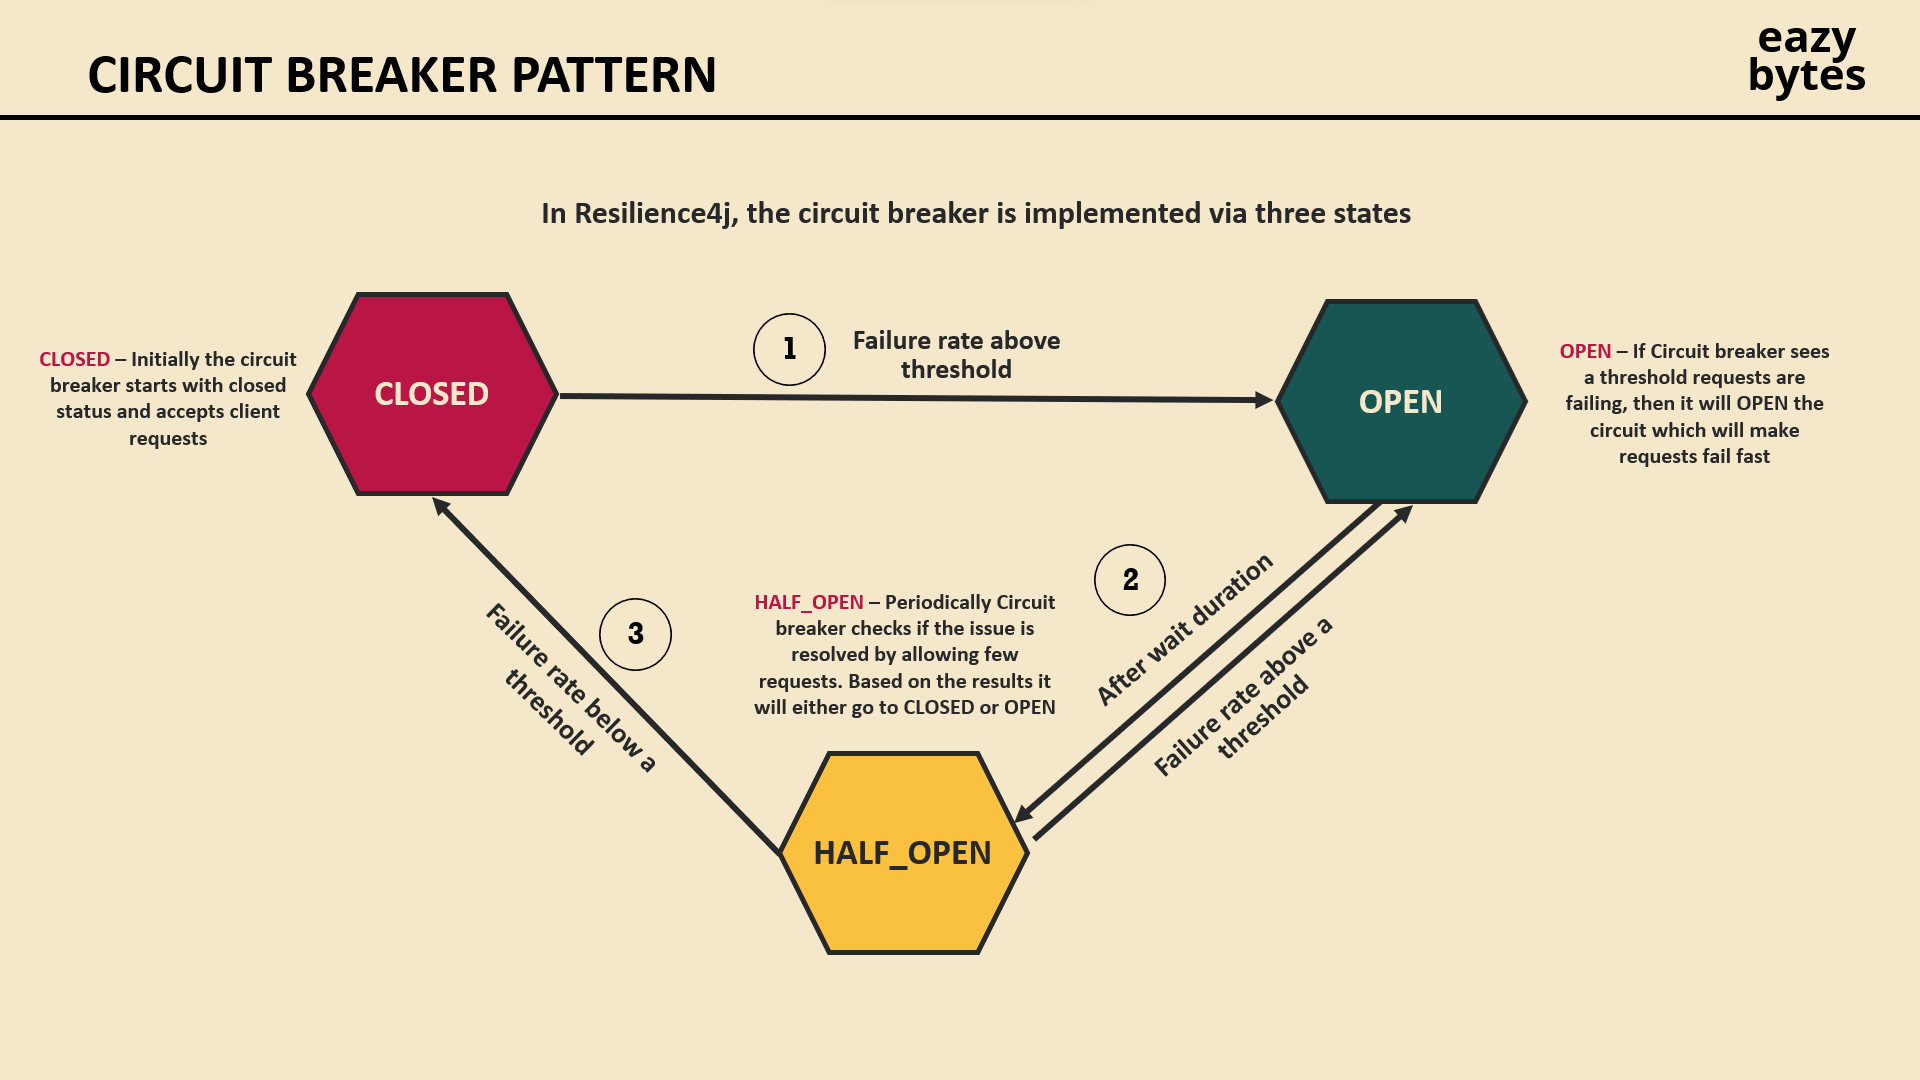 CIRCUIT BREAKER PATTERN
eazy
bytes
In Resilience4j, the circuit breaker is implemented via three states
CLOSED – Initially the circuit
breaker starts with closed
status and accepts client
requests
CLOSED
1
Failure rate above
threshold
OPEN
OPEN – If Circuit breaker sees
a threshold requests are
failing, then it will OPEN the
circuit which will make
requests fail fast
3
Failure rate below a
threshold
HALF_OPEN – Periodically Circuit
breaker checks if the issue is
resolved by allowing few
requests. Based on the results it
will either go to CLOSED or OPEN
2
After wait duration
Failure rate above a
threshold
HALF_OPEN